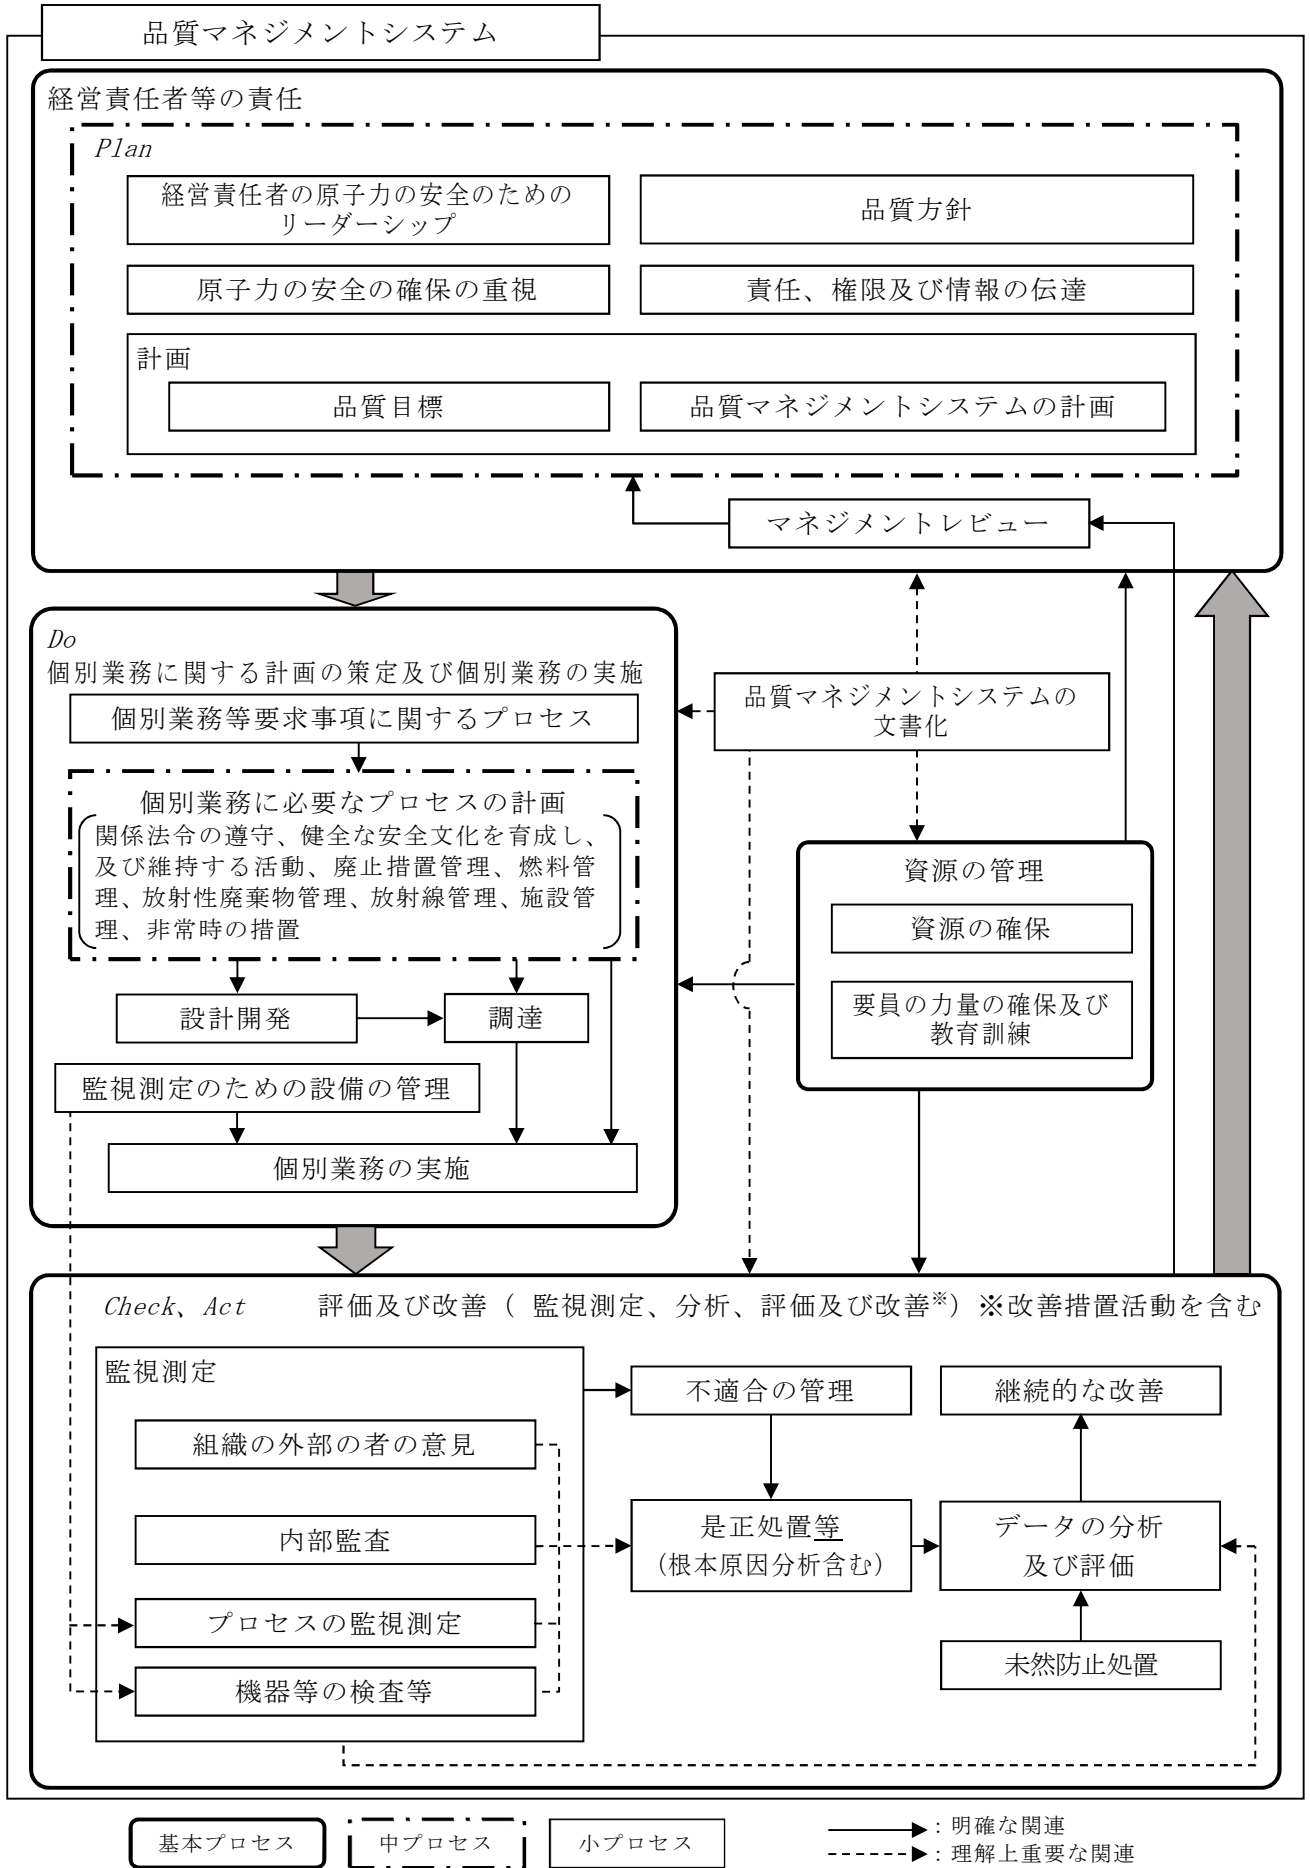 品質マネジメントシステム
経営責任者等の責任
Plan
経営責任者の原子力の安全のための
リーダーシップ
品質方針
原子力の安全の確保の重視
責任、権限及び情報の伝達
計画
品質目標
品質マネジメントシステムの計画
マネジメントレビュー
Do
個別業務に関する計画の策定及び個別業務の実施
個別業務等要求事項に関するプロセス
品質マネジメントシステムの
文書化
個別業務に必要なプロセスの計画
関係法令の遵守、健全な安全文化を育成し、
及び維持する活動、廃止措置管理、燃料管
理、放射性廃棄物管理、放射線管理、施設管
理、非常時の措置
資源の管理
資源の確保
要員の力量の確保及び
教育訓練
設計開発
調達
監視測定のための設備の管理
個別業務の実施
Check、Act 評価及び改善（ 監視測定、分析、評価及び改善※）※改善措置活動を含む
監視測定
不適合の管理
継続的な改善
組織の外部の者の意見
内部監査
是正処置等
(根本原因分析含む)
データの分析
及び評価
プロセスの監視測定
未然防止処置
機器等の検査等
基本プロセス
中プロセス
小プロセス
：明確な関連
：理解上重要な関連